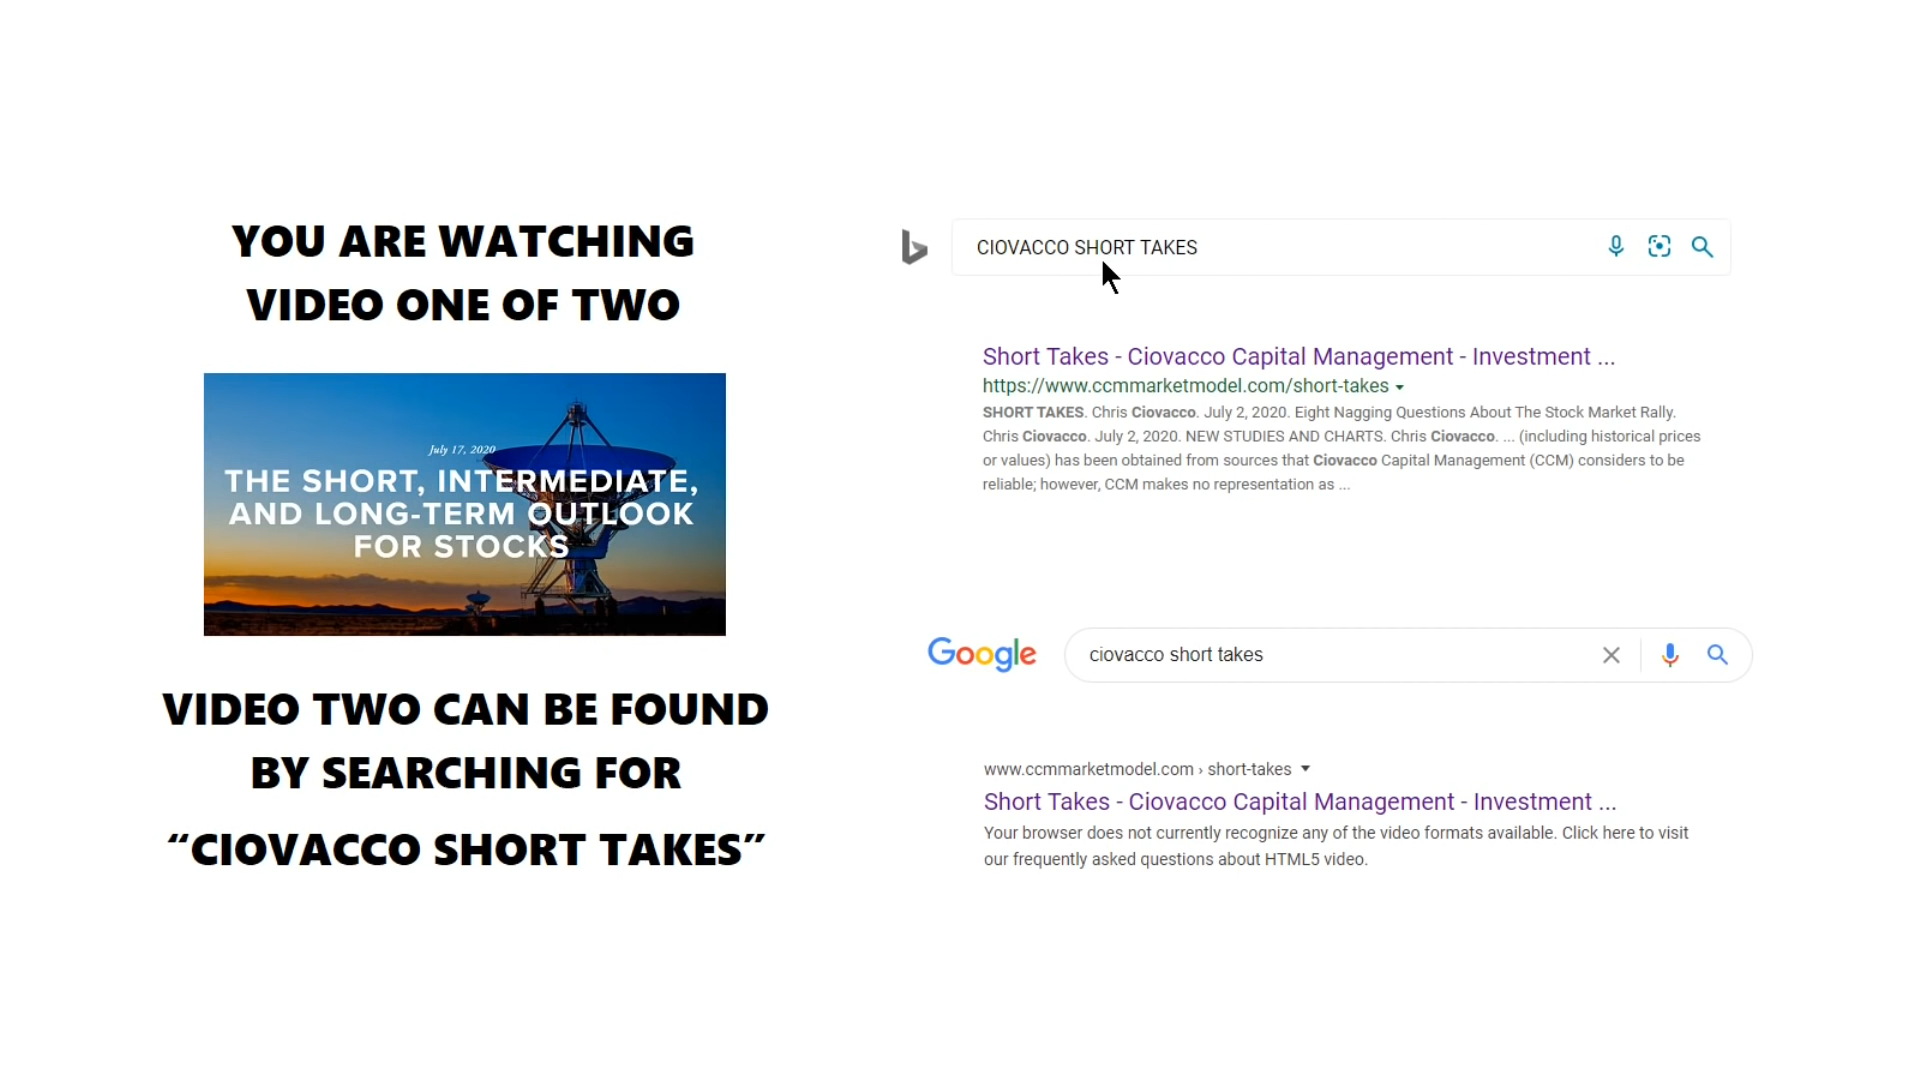 YOU ARE WATCHING
VIDEO ONE OF TWO
July 17, 2020
THE SHORT, INTERMEDIATE,
AND LONG-TERM OUTLOOK
FOR STOCKS
VIDEO TWO CAN BE FOUND
BY SEARCHING FOR
“CIOVACCO SHORT TAKES”
CIOVACCO SHORT TAKES
Short Takes - Ciovacco Capital Management - Investment ...
https://www.ccmmarketmodel.com/short-takes
SHORT TAKES. Chris Ciovacco. July 2, 2020. Eight Nagging Questions About The Stock Market Rally.
Chris Ciovacco. July 2, 2020. NEW STUDIES AND CHARTS. Chris Ciovacco. ... (including historical prices
or values) has been obtained from sources that Ciovacco Capital Management (CCM) considers to be
reliable; however, CCM makes no representation as ...
Google
ciovacco short takes
www.ccmmarketmodel.com › short-takes
Short Takes - Ciovacco Capital Management - Investment ...
Your browser does not currently recognize any of the video formats available. Click here to visit
our frequently asked questions about HTML5 video.